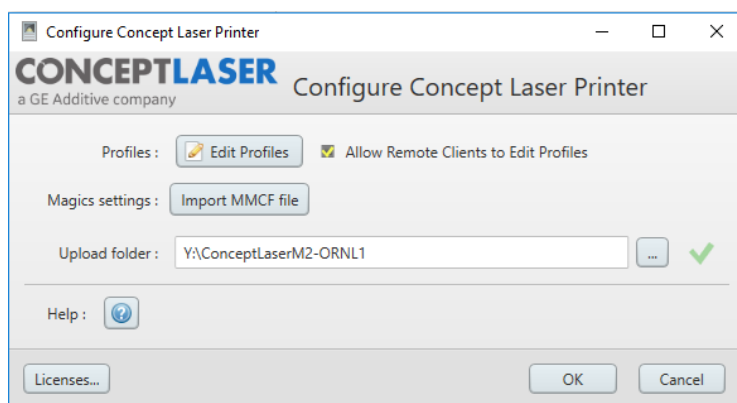 Configure Concept Laser Printer
CONCEPTLASER
a GE Additive company
Configure Concept Laser Printer
Profiles :
Edit Profiles
Allow Remote Clients to Edit Profiles
Magics settings :
Import MMCF file
Upload folder :
Y:\ConceptLaserM2-ORNL1
...
Help :
?
Licenses...
OK
Cancel